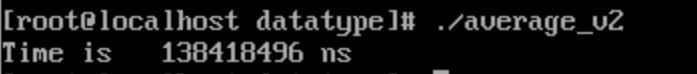 [root@localhost datatype]# ./average_v2
Time is   138418496 ns